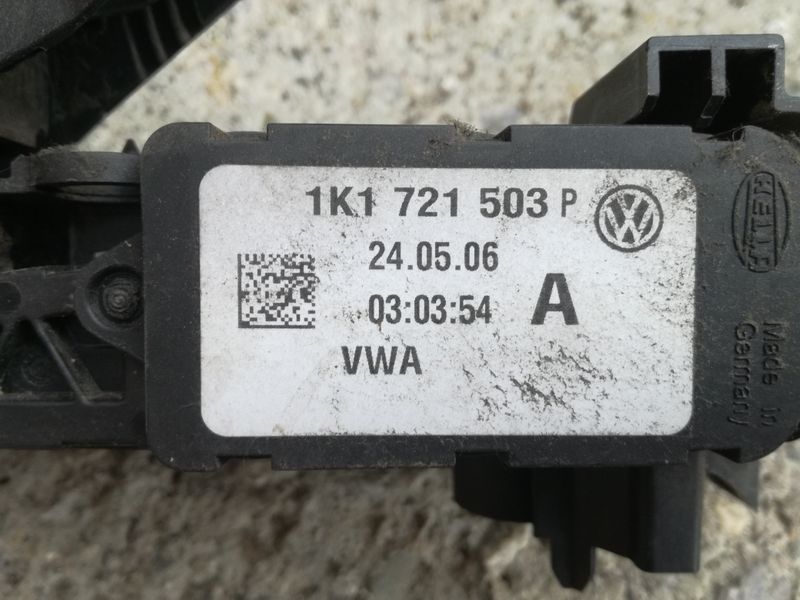 1K1 721 503 P
24.05.06
03:03:54 A
VWA
HELLA
Made in
Germany